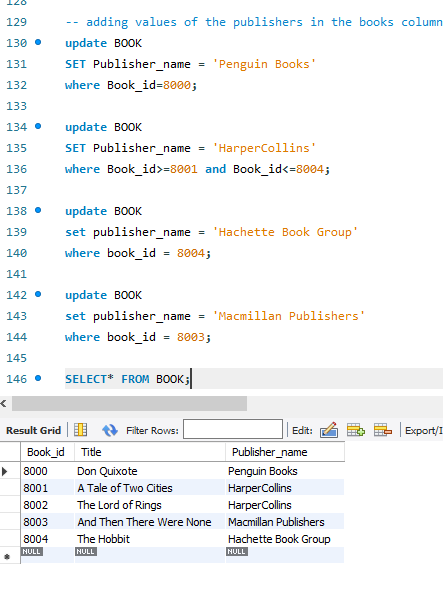 128
129 -- adding values of the publishers in the books column
130 update BOOK
131 SET Publisher_name = 'Penguin Books'
132 where Book_id=8000;
133
134 update BOOK
135 SET Publisher_name = 'HarperCollins'
136 where Book_id>=8001 and Book_id<=8004;
137
138 update BOOK
139 set publisher_name = 'Hachette Book Group'
140 where book_id = 8004;
141
142 update BOOK
143 set publisher_name = 'Macmillan Publishers'
144 where book_id = 8003;
145
146 SELECT* FROM BOOK;
Result Grid Filter Rows: Edit: Export/I
Book_id Title Publisher_name
8000 Don Quixote Penguin Books
8001 A Tale of Two Cities HarperCollins
8002 The Lord of Rings HarperCollins
8003 And Then There Were None Macmillan Publishers
8004 The Hobbit Hachette Book Group
NULL NULL NULL